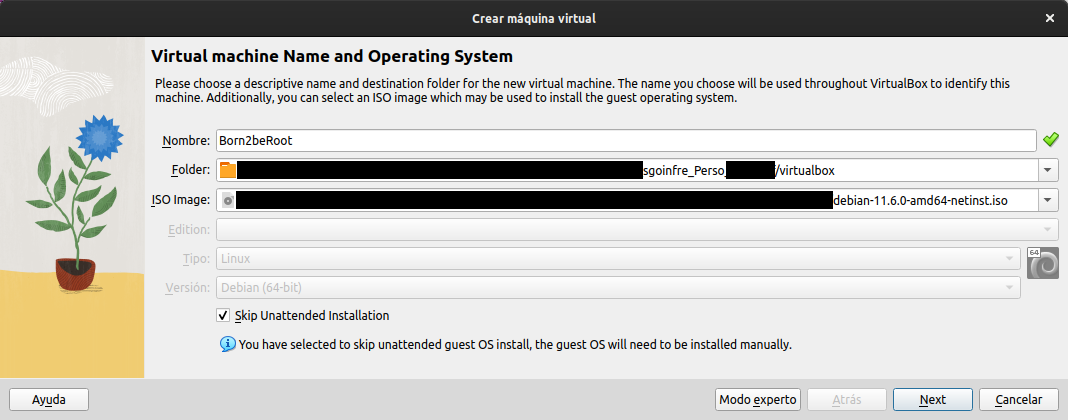 Crear máquina virtual
Virtual machine Name and Operating System
Please choose a descriptive name and destination folder for the new virtual machine. The name you choose will be used throughout VirtualBox to identify this
machine. Additionally, you can select an ISO image which may be used to install the guest operating system.
Nombre: Born2beRoot
Folder: sgoinfre_Perso /virtualbox
ISO Image: debian-11.6.0-amd64-netinst.iso
Edition:
Tipo: Linux
64
Versión: Debian (64-bit)
Skip Unattended Installation
You have selected to skip unattended guest OS install, the guest OS will need to be installed manually.
Ayuda Modo experto Atrás Next Cancelar